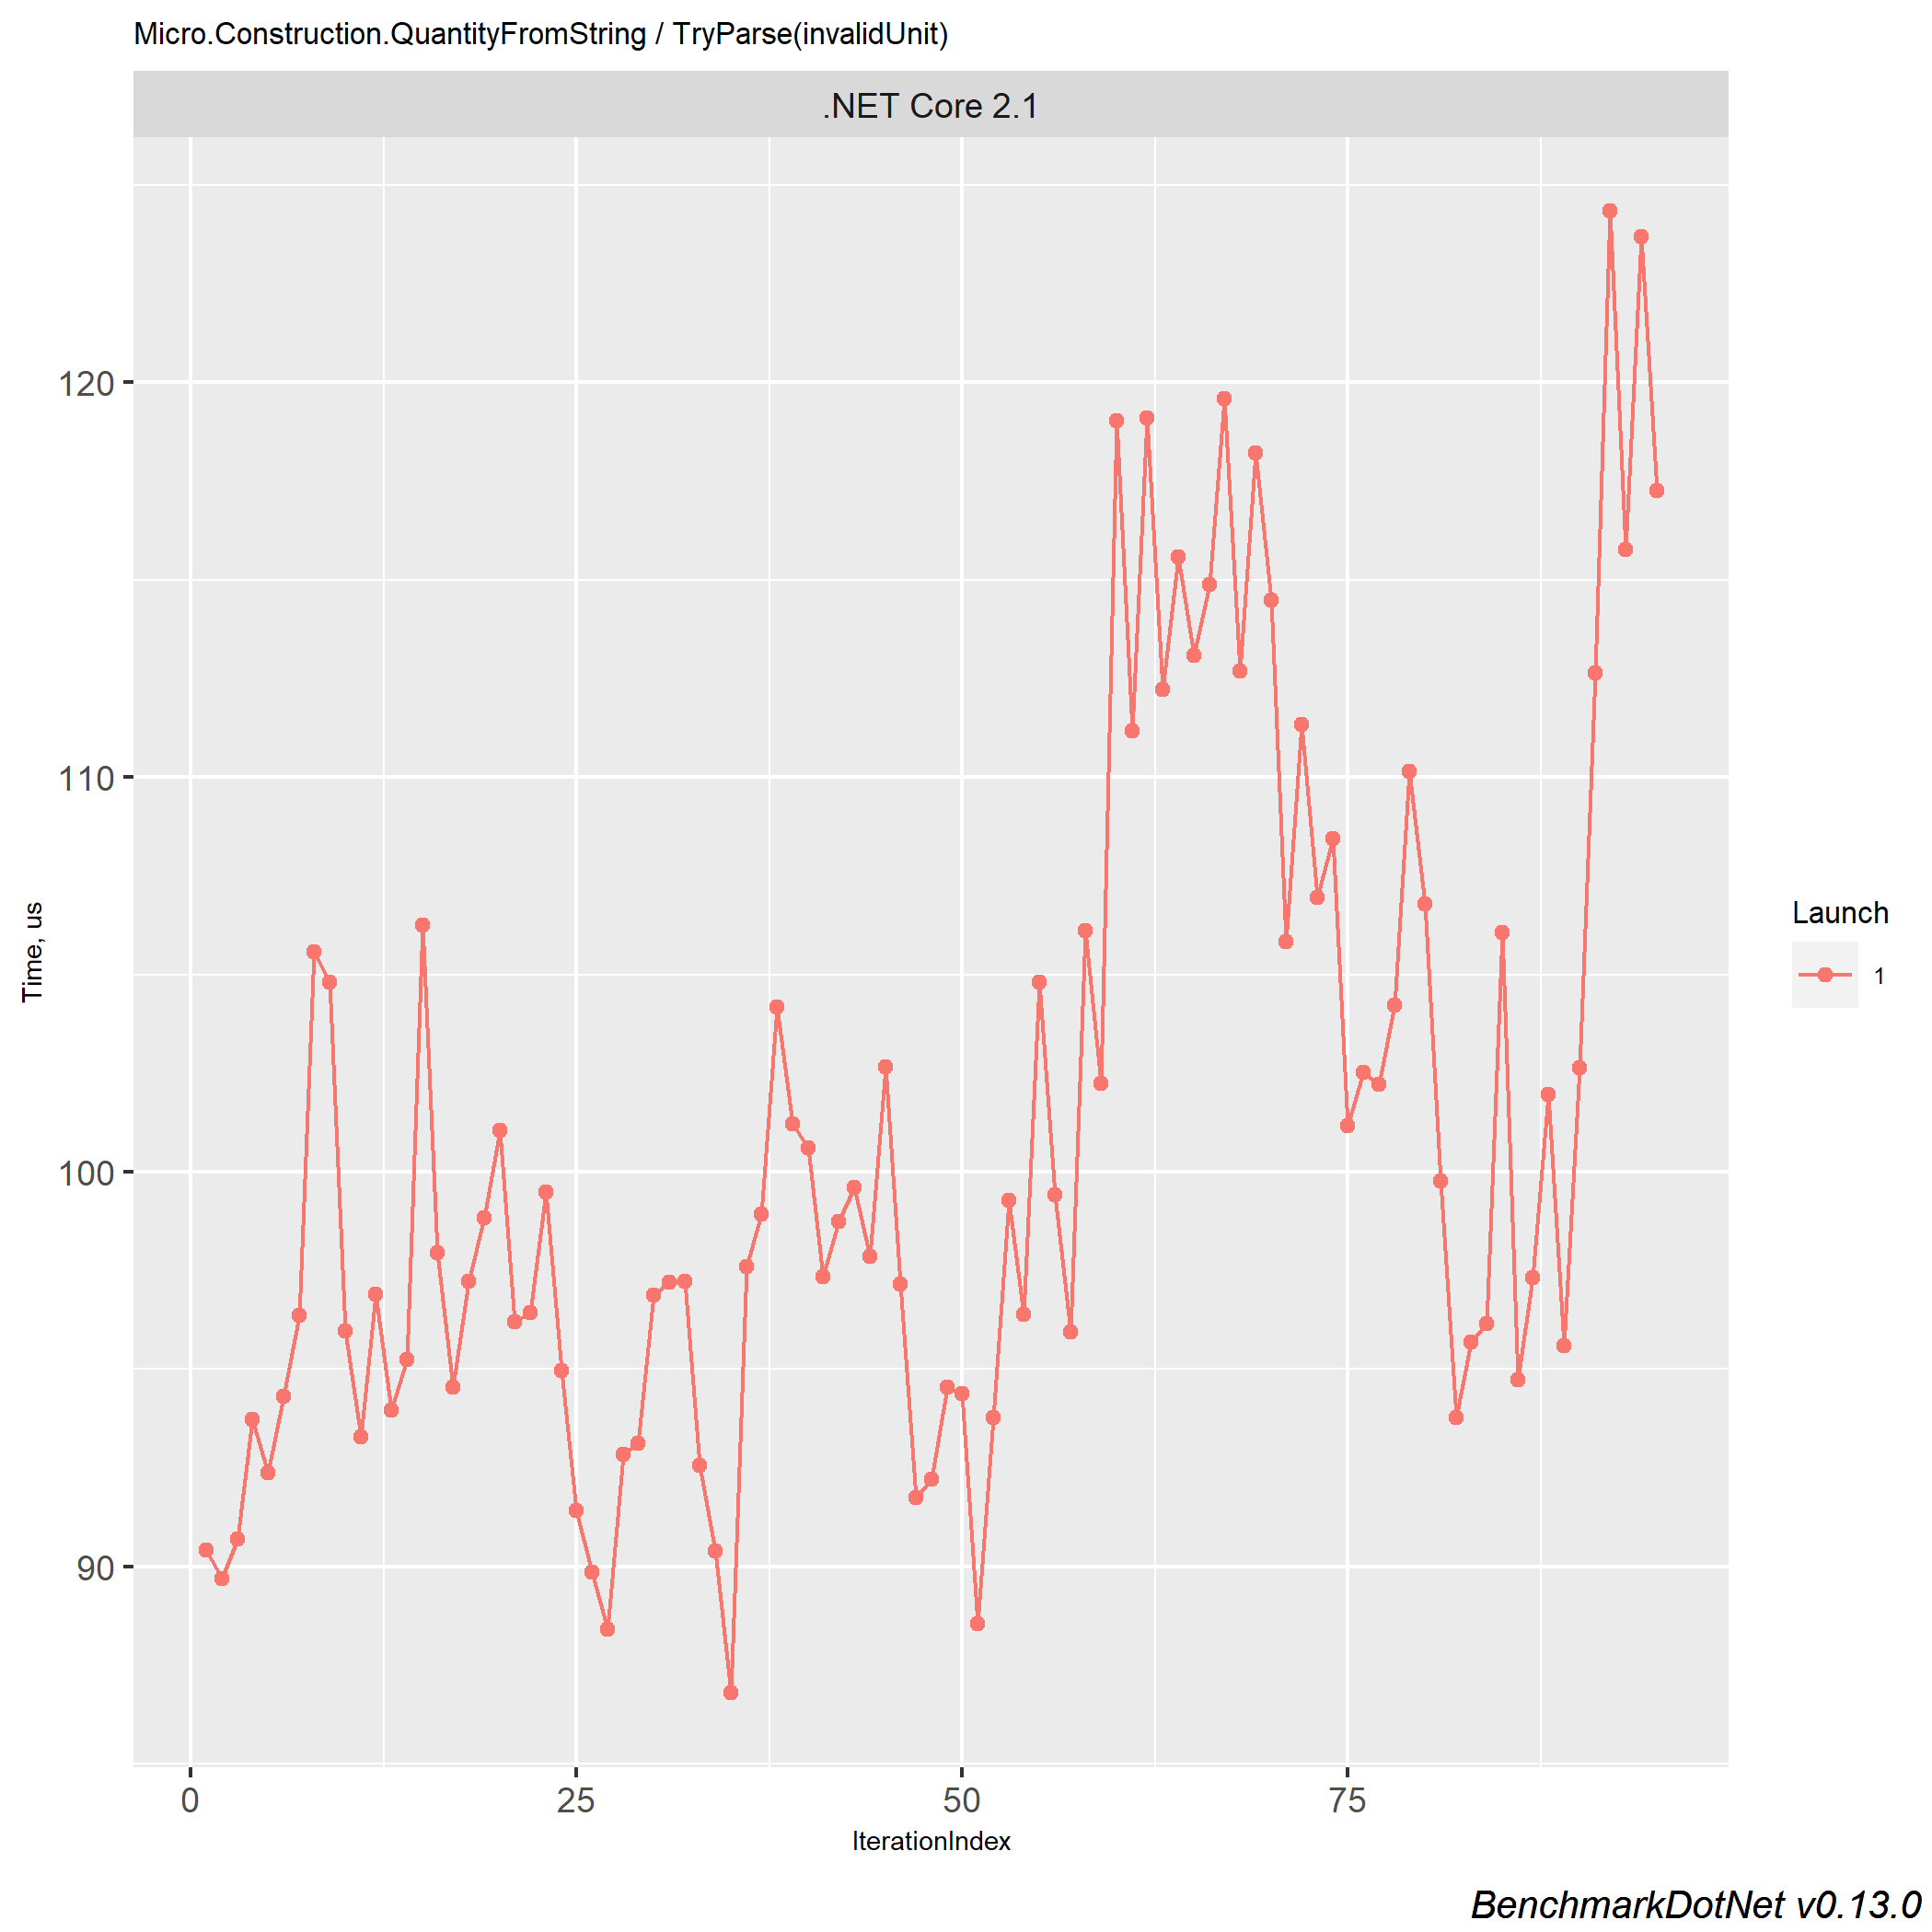 Micro.Construction.QuantityFromString / TryParse(invalidUnit)
.NET Core 2.1
120
110
100
90
Time, us
0 25 50 75
IterationIndex
Launch
1
BenchmarkDotNet v0.13.0